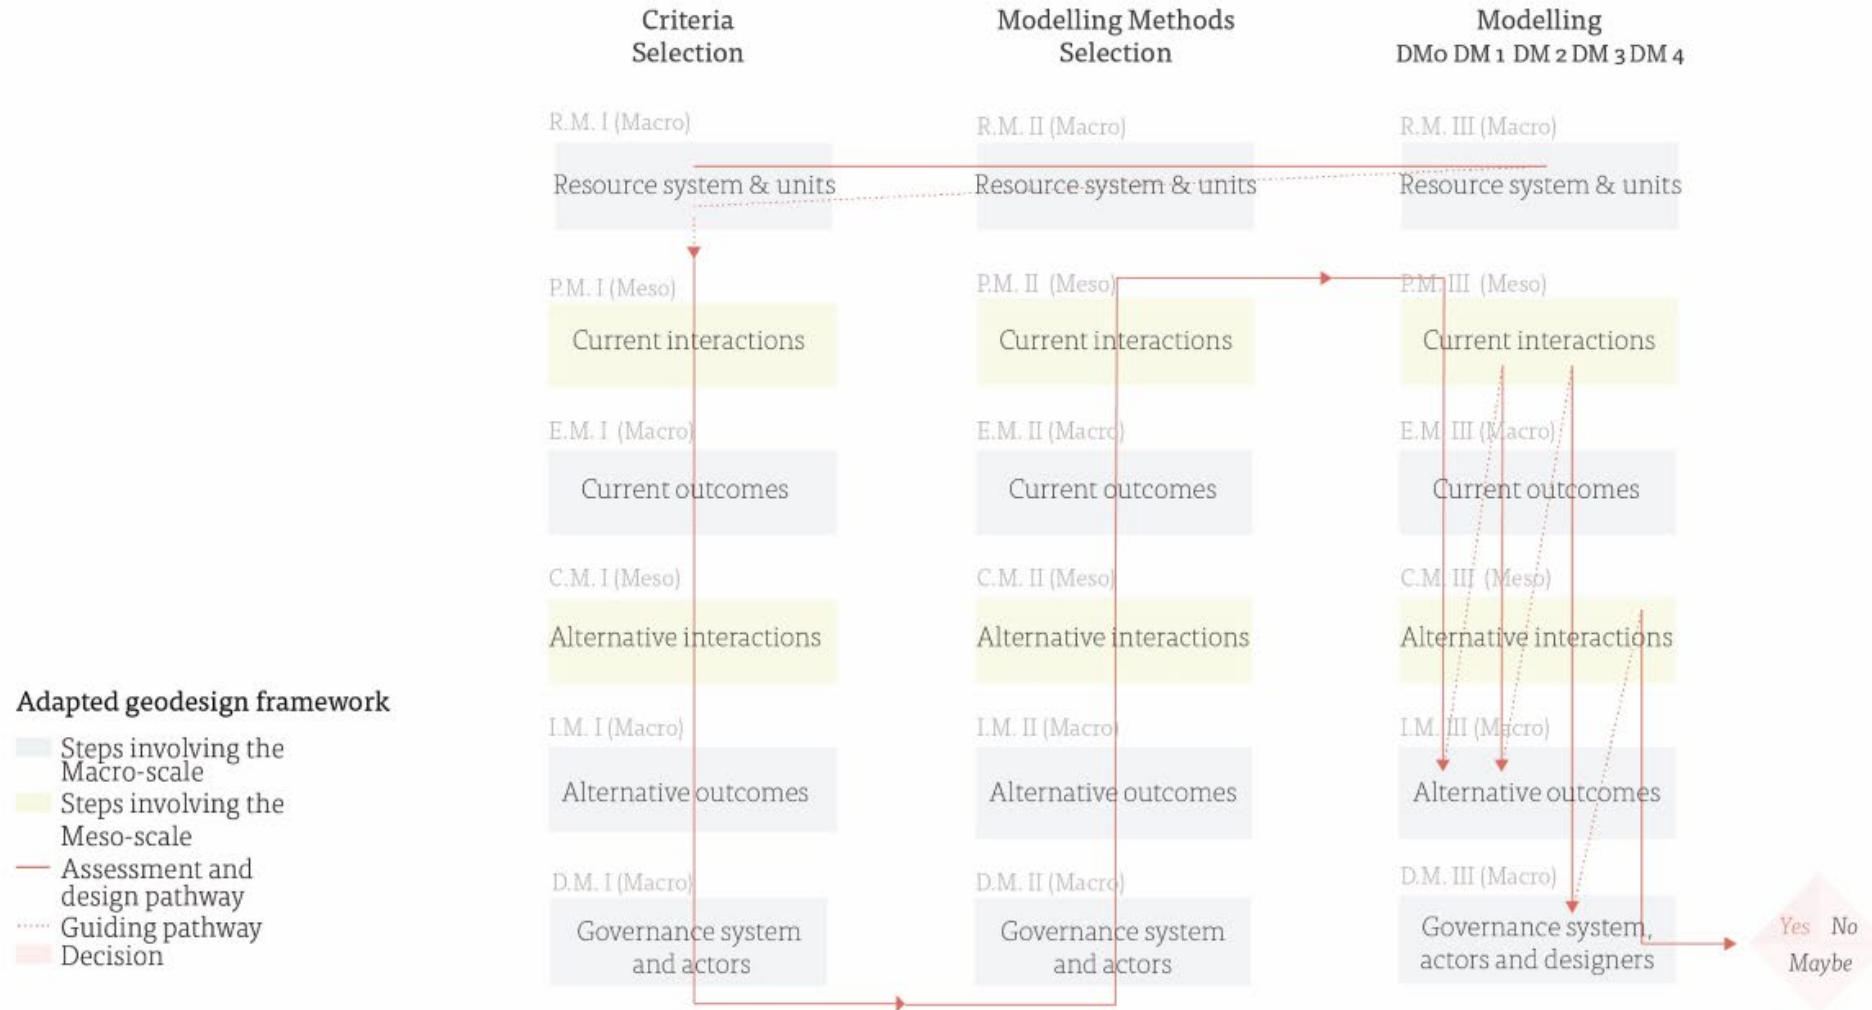 Criteria
Selection
Modelling Methods
Selection
Modelling
DM0 DM 1 DM 2 DM 3 DM 4
R.M. I (Macro)
R.M. II (Macro)
R.M. III (Macro)
Resource system & units
Resource system & units
Resource system & units
P.M. I (Meso)
P.M. II (Meso)
P.M. III (Meso)
Current interactions
Current interactions
Current interactions
E.M. I (Macro)
E.M. II (Macro)
E.M. III (Macro)
Current outcomes
Current outcomes
Current outcomes
C.M. I (Meso)
C.M. II (Meso)
C.M. III (Meso)
Alternative interactions
Alternative interactions
Alternative interactions
I.M. I (Macro)
I.M. II (Macro)
I.M. III (Macro)
Alternative outcomes
Alternative outcomes
Alternative outcomes
D.M. I (Macro)
D.M. II (Macro)
D.M. III (Macro)
Governance system
and actors
Governance system
and actors
Governance system,
actors and designers
Yes No
Maybe
Adapted geodesign framework
Steps involving the
Macro-scale
Steps involving the
Meso-scale
Assessment and
design pathway
Guiding pathway
Decision